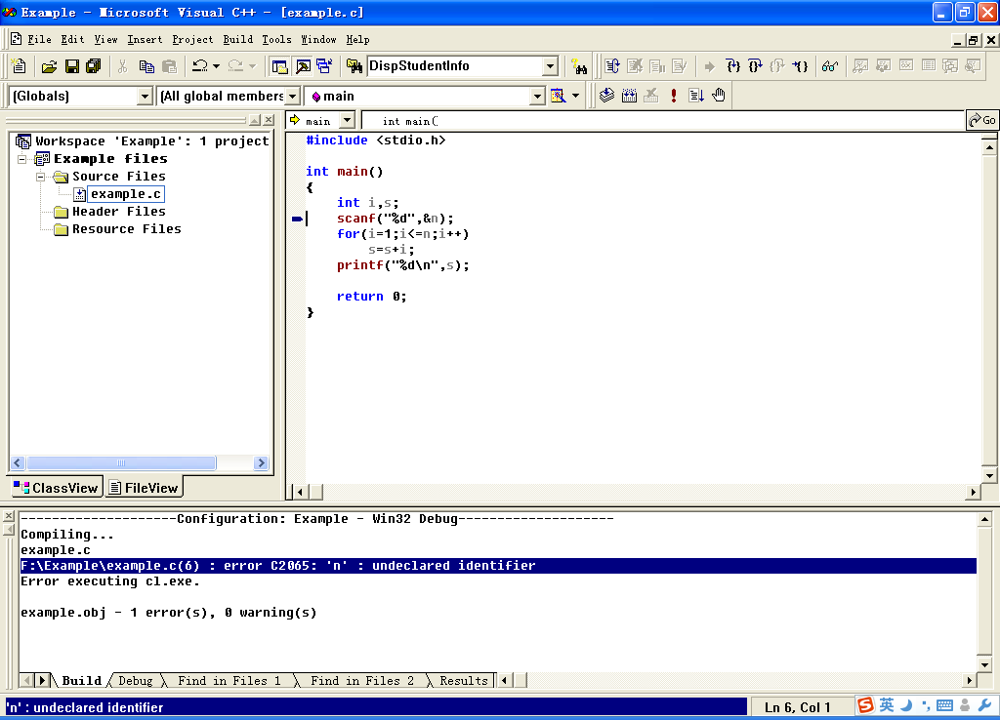 Example - Microsoft Visual C++ - [example.c]
File Edit View Insert Project Build Tools Window Help
DispStudentInfo
(Globals) (All global members main
main int main( Go
Workspace 'Example': 1 project
Example files
Source Files
example.c
Header Files
Resource Files
ClassView FileView
#include <stdio.h>
int main()
{
int i,s;
scanf("%d",&n);
for(i=1;i<=n;i++)
s=s+i;
printf("%d\n",s);
return 0;
}
--------------------Configuration: Example - Win32 Debug--------------------
Compiling...
example.c
F:\Example\example.c(6) : error C2065: 'n' : undeclared identifier
Error executing cl.exe.
example.obj - 1 error(s), 0 warning(s)
Build Debug Find in Files 1 Find in Files 2 Results
'n' : undeclared identifier Ln 6, Col 1 S 英